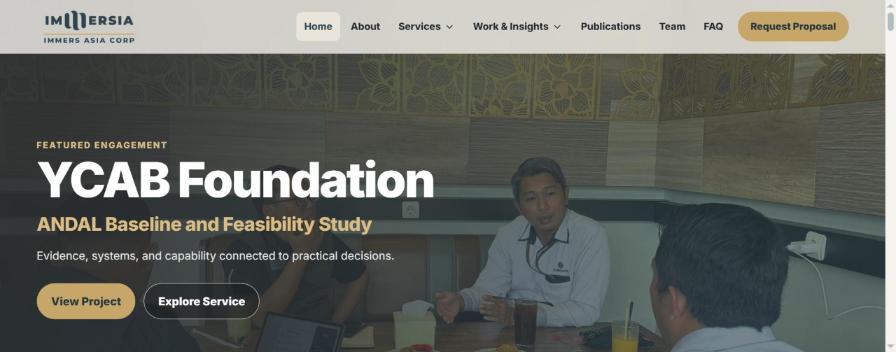 IMMERSIA
IMMERS ASIA CORP
Home
About
Services
Work & Insights
Publications
Team
FAQ
Request Proposal
FEATURED ENGAGEMENT
YCAB Foundation
ANDAL Baseline and Feasibility Study
Evidence, systems, and capability connected to practical decisions.
View Project
Explore Service